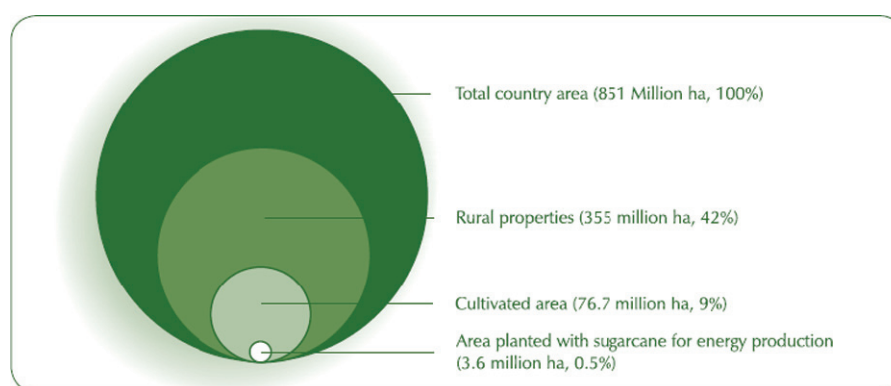 Total country area (851 Million ha, 100%)
Rural properties (355 million ha, 42%)
Cultivated area (76.7 million ha, 9%)
Area planted with sugarcane for energy production
(3.6 million ha, 0.5%)